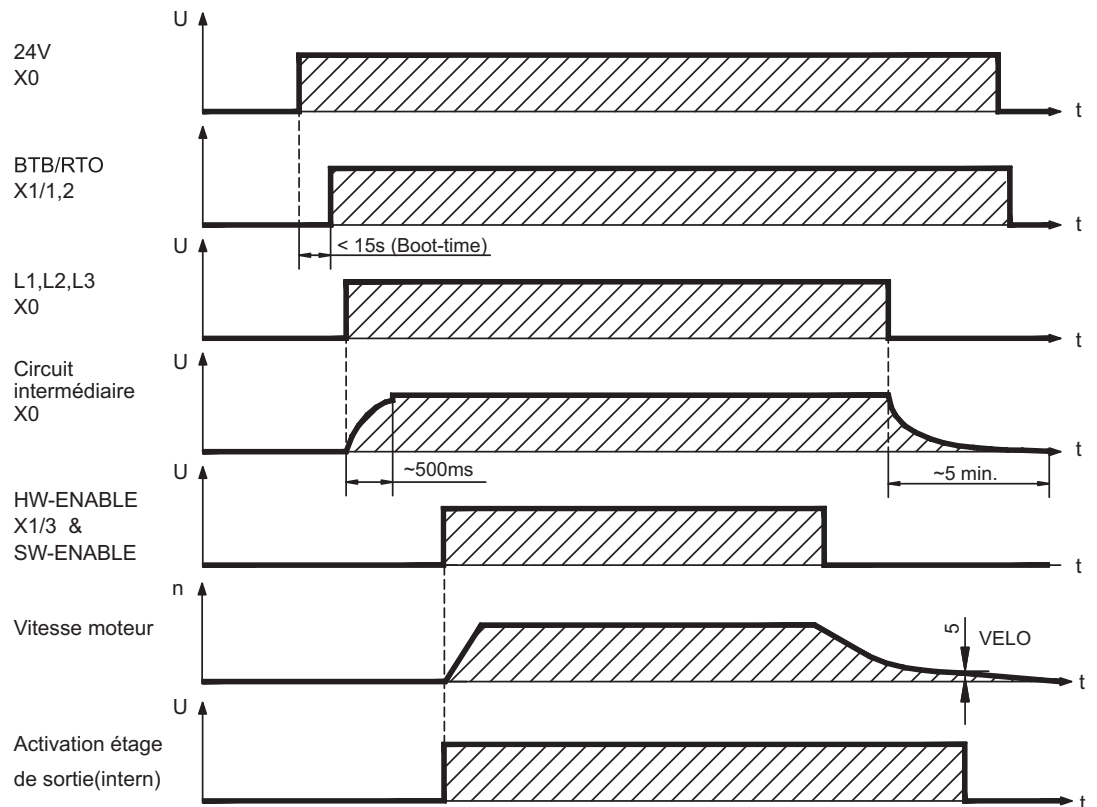 U
24V
X0
t
BTB/RTO
X1/1,2
t
< 15s (Boot-time)
U
L1,L2,L3
X0
t
U
Circuit
intermédiaire
X0
t
~500ms
~5 min.
U
HW-ENABLE
X1/3 &
SW-ENABLE
t
n
Vitesse moteur
5
VELO
t
U
Activation étage
de sortie(intern)
t